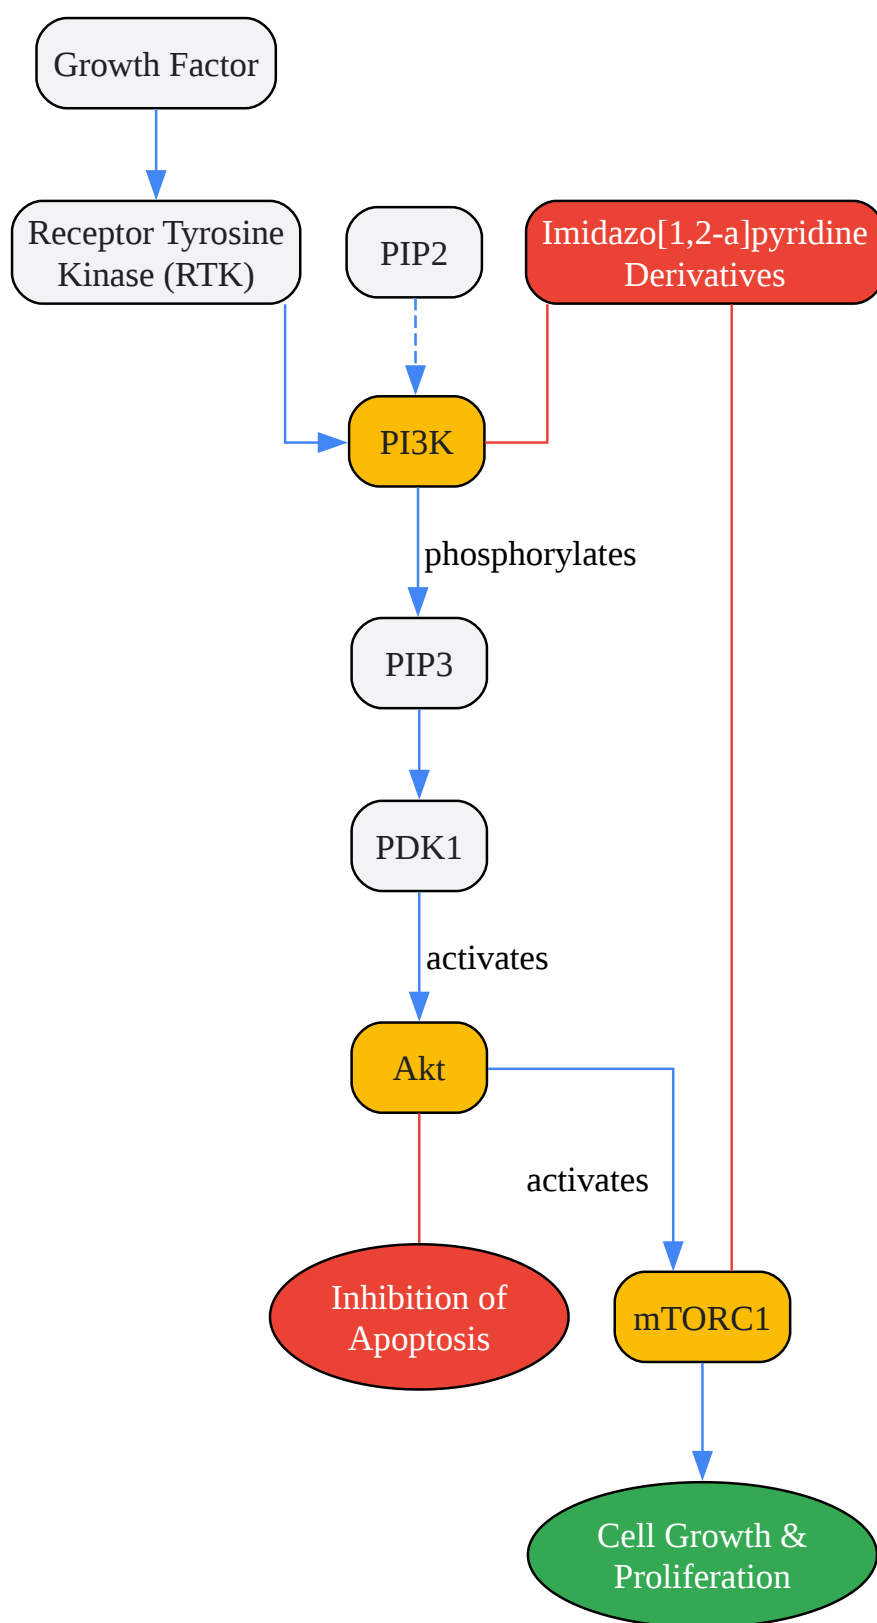 Growth Factor
Receptor Tyrosine
Kinase (RTK)
PIP2
Imidazo[1,2-a]pyridine
Derivatives
PI3K
phosphorylates
PIP3
PDK1
activates
Akt
activates
Inhibition of
Apoptosis
mTORC1
Cell Growth &
Proliferation